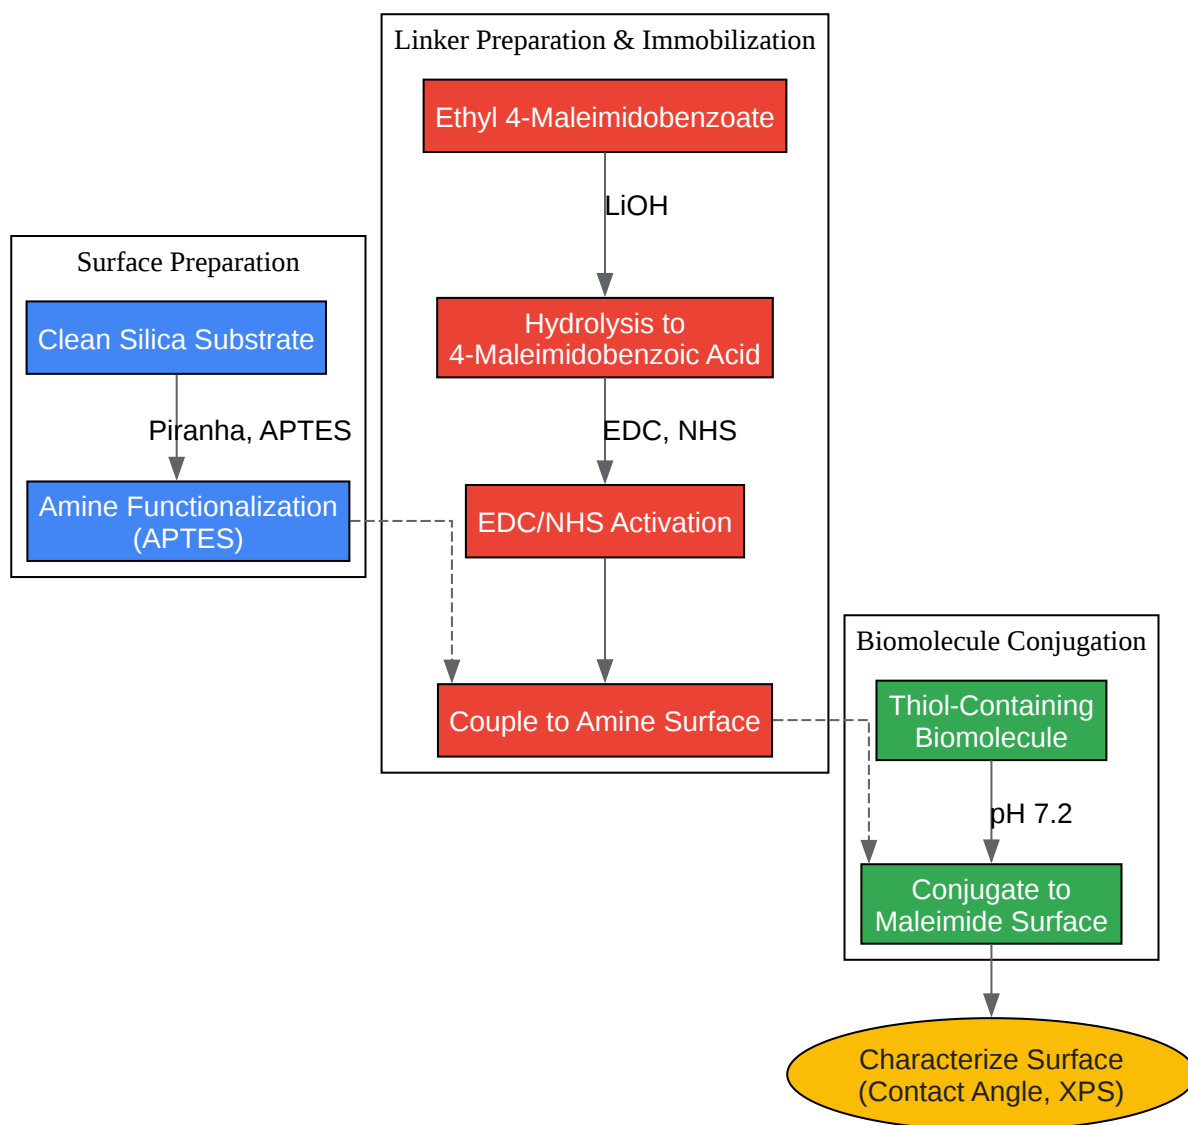 Linker Preparation & Immobilization
Ethyl 4-Maleimidobenzoate
LiOH
Hydrolysis to
4-Maleimidobenzoic Acid
EDC, NHS
EDC/NHS Activation
Couple to Amine Surface
Surface Preparation
Clean Silica Substrate
Piranha, APTES
Amine Functionalization
(APTES)
Biomolecule Conjugation
Thiol-Containing
Biomolecule
pH 7.2
Conjugate to
Maleimide Surface
Characterize Surface
(Contact Angle, XPS)